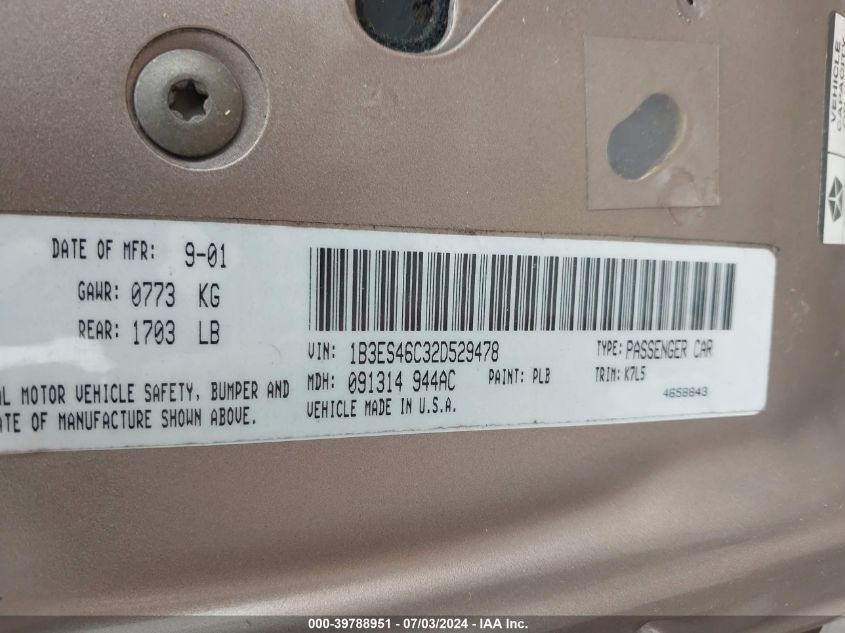 VEHICLE
CAPACITY
DATE OF MFR: 9-01
GAWR: 0773 KG
REAR: 1703 LB
VIN: 1B3ES46C32D529478 TYPE: PASSENGER CAR
MDH: 091314 944AC PAINT: PLB TRIM: K7L5
VEHICLE MADE IN U.S.A. 4658843
MOTOR VEHICLE SAFETY, BUMPER AND
OF MANUFACTURE SHOWN ABOVE.
000-39788951 - 07/03/2024 - IAA Inc.